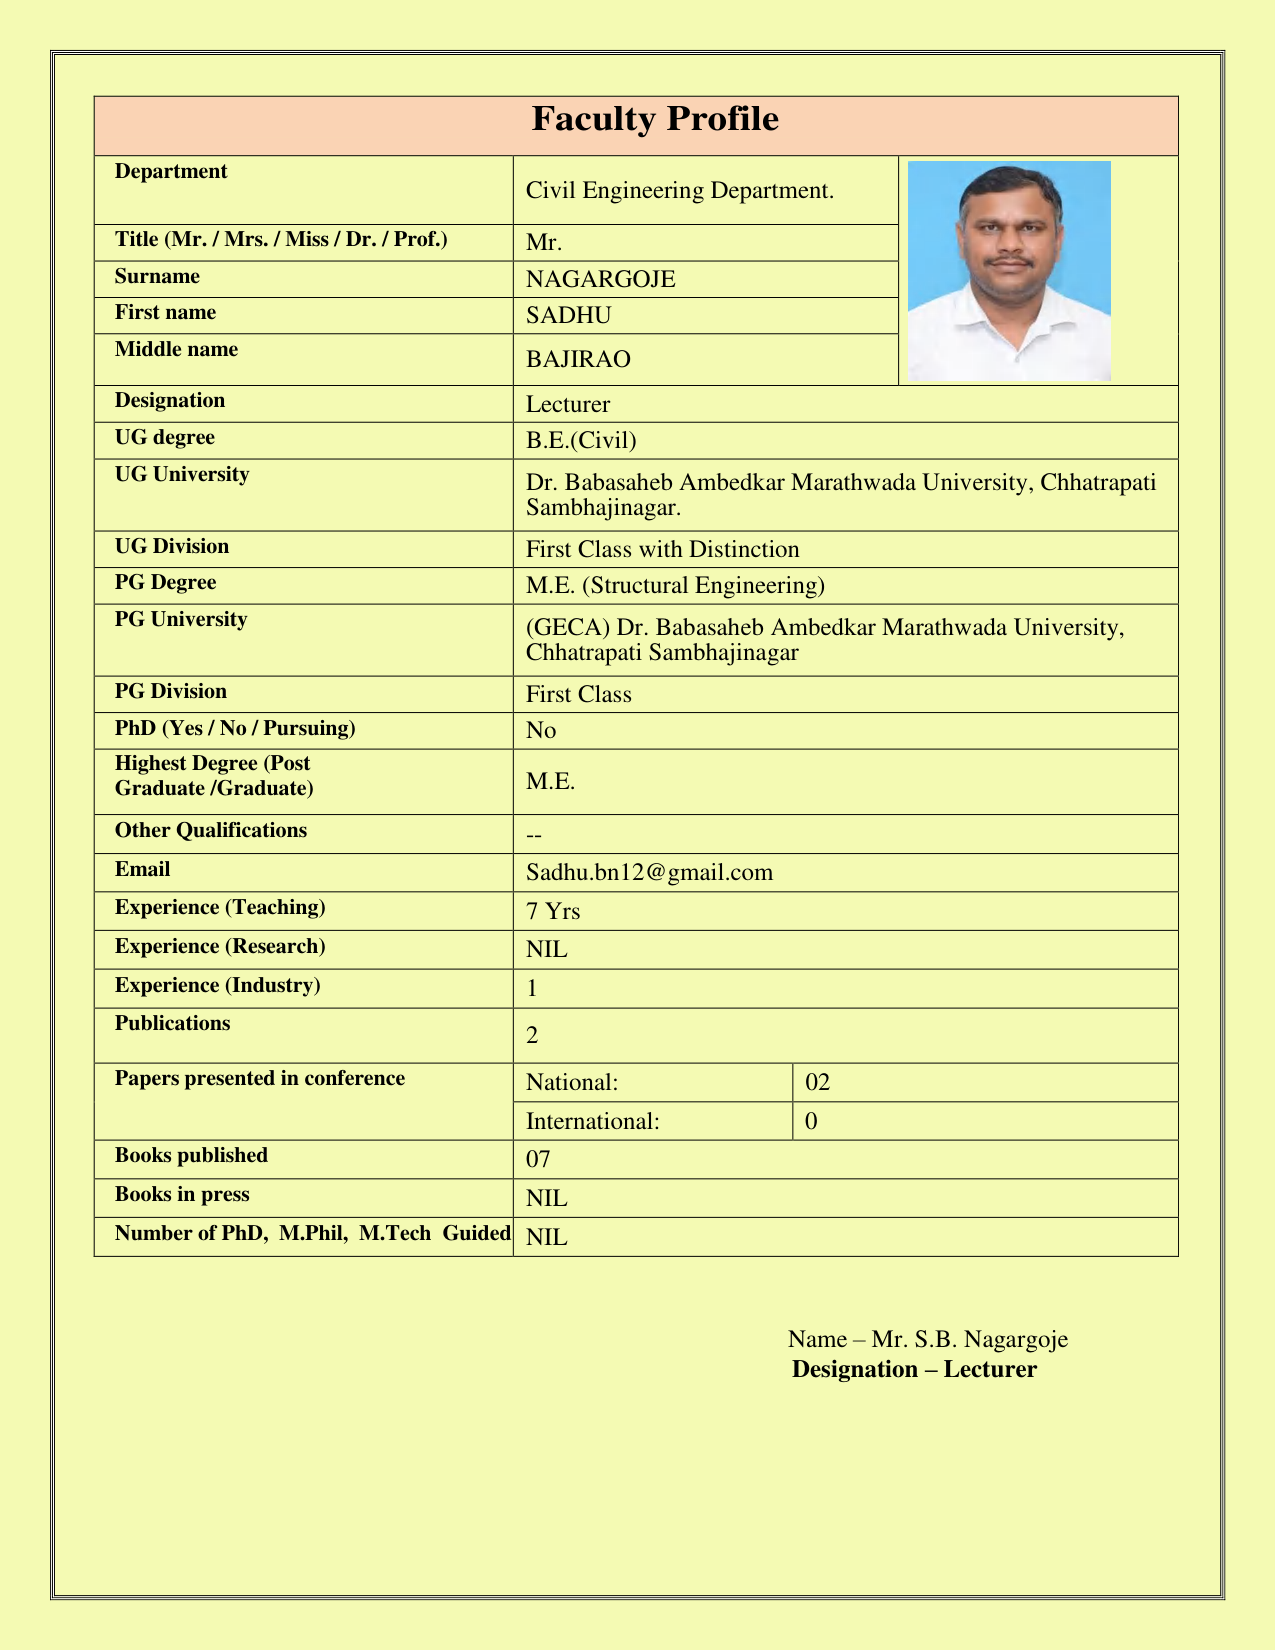 Faculty Profile
Department
Civil Engineering Department.
Title (Mr. / Mrs. / Miss / Dr. / Prof.)
Mr.
Surname
NAGARGOJE
First name
SADHU
Middle name
BAJIRAO
Designation
Lecturer
UG degree
B.E.(Civil)
UG University
Dr. Babasaheb Ambedkar Marathwada University, Chhatrapati
Sambhajinagar.
UG Division
First Class with Distinction
PG Degree
M.E. (Structural Engineering)
PG University
(GECA) Dr. Babasaheb Ambedkar Marathwada University,
Chhatrapati Sambhajinagar
PG Division
First Class
PhD (Yes / No / Pursuing)
No
Highest Degree (Post
Graduate /Graduate)
M.E.
Other Qualifications
--
Email
Sadhu.bn12@gmail.com
Experience (Teaching)
7 Yrs
Experience (Research)
NIL
Experience (Industry)
1
Publications
2
Papers presented in conference
National:
02
International:
0
Books published
07
Books in press
NIL
Number of PhD, M.Phil, M.Tech Guided
NIL
Name – Mr. S.B. Nagargoje
Designation – Lecturer